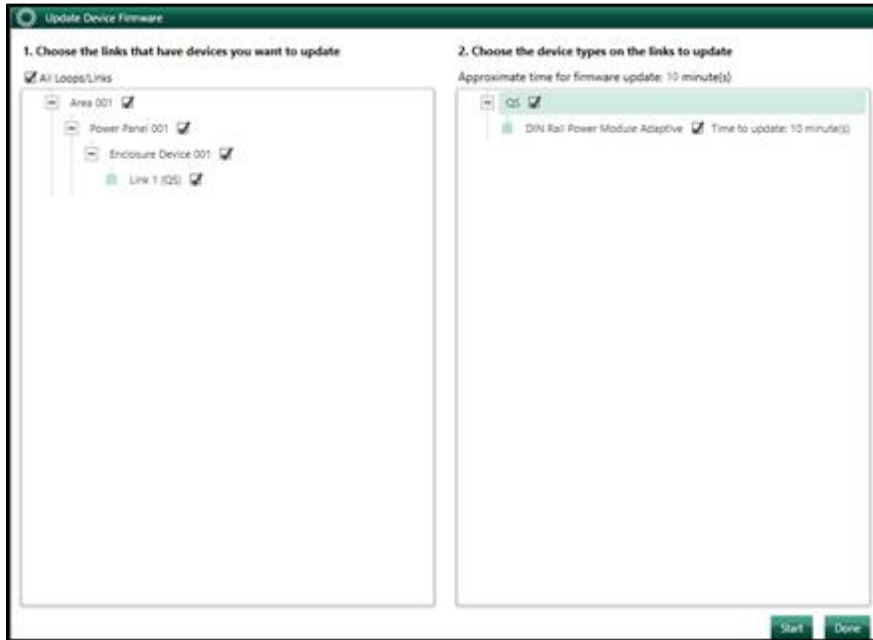 Update Device Firmware
1. Choose the links that have devices you want to update
All Loops/Links
Area 001
Power Panel 001
Enclosure Device 001
Link 1 (QS)
2. Choose the device types on the links to update
Approximate time for firmware update: 10 minute(s)
QS
DIN Rail Power Module Adaptive Time to update: 10 minute(s)
Start Done